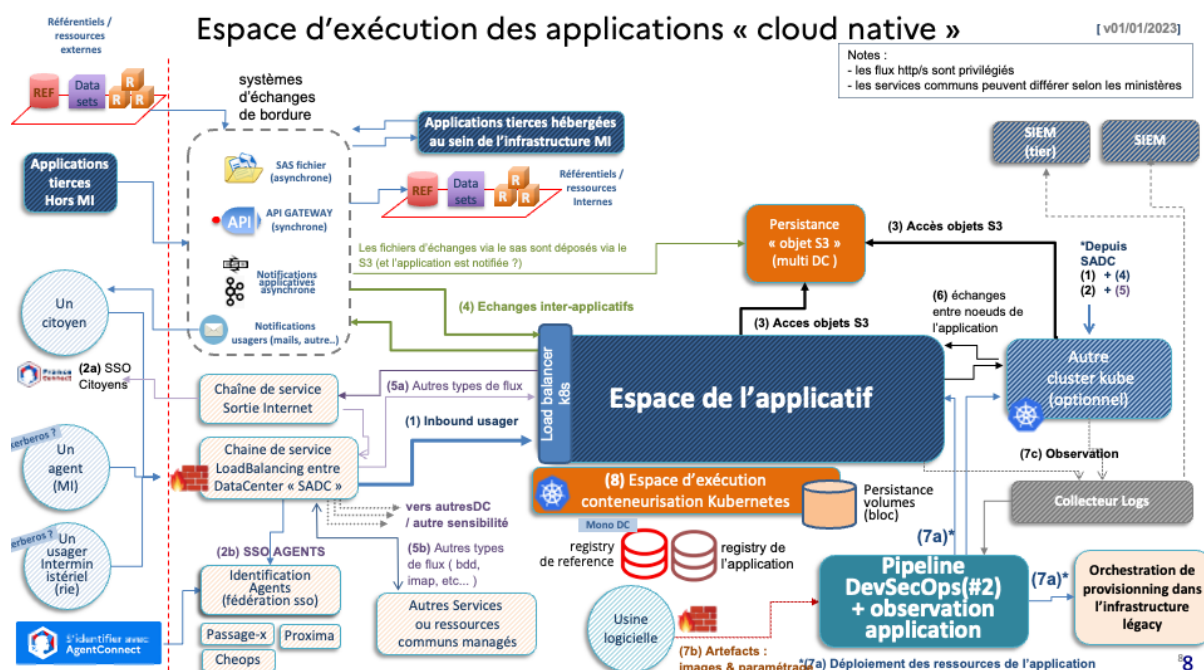 Espace d'exécution des applications « cloud native »
[ v01/01/2023]
Notes :
- les flux http/s sont privilégiés
- les services communs peuvent différer selon les ministères
Référentiels /
ressources
externes
REF
Data
sets
R
R
R
systèmes
d'échanges
de bordure
Applications
tierces
Hors MI
SAS fichier
(asynchrone)
API
API GATEWAY
(synchrone)
Notifications
applicatives
asynchrone
Notifications
usagers (mails, autre..)
Applications tierces hébergées
au sein de l'infrastructure MI
REF
Data
sets
R
R
R
Référentiels /
ressources
Internes
Les fichiers d'échanges via le sas sont déposés via le
S3 (et l'application est notifiée ?)
(4) Echanges inter-applicatifs
Persistance
« objet S3 »
(multi DC )
(3) Accès objets S3
(3) Acces objets S3
SIEM
(tier)
SIEM
*Depuis
SADC
(1) + (4)
(2) + (5)
(6) échanges
entre noeuds de
l'application
Autre
cluster kube
(optionnel)
Un
citoyen
France
Connect
(2a) SSO
Citoyens
Chaîne de service
Sortie Internet
(5a) Autres types de flux
(1) Inbound usager
Load balancer
k8s
Espace de l'applicatif
kerberos ?
Un
agent
(MI)
Chaine de service
LoadBalancing entre
DataCenter « SADC »
vers autresDC
/ autre sensibilité
(8) Espace d'exécution
conteneurisation Kubernetes
Persistance
volumes
(bloc)
(7c) Observation
Collecteur Logs
Mono DC
registry
de reference
registry de
l'application
(7a)*
kerberos ?
Un
usager
Intermin
istériel
(rie)
(2b) SSO AGENTS
Identification
Agents
(fédération sso)
(5b) Autres types
de flux ( bdd,
imap, etc... )
Autres Services
ou ressources
communs managés
Usine
logicielle
Pipeline
DevSecOps(#2)
+ observation
application
(7a)*
Orchestration de
provisionning dans
l'infrastructure
légacy
S'identifier avec
AgentConnect
Passage-x
Proxima
Cheops
(7b) Artefacts :
images & paramétrage
*(7a) Déploiement des ressources de l'application
8